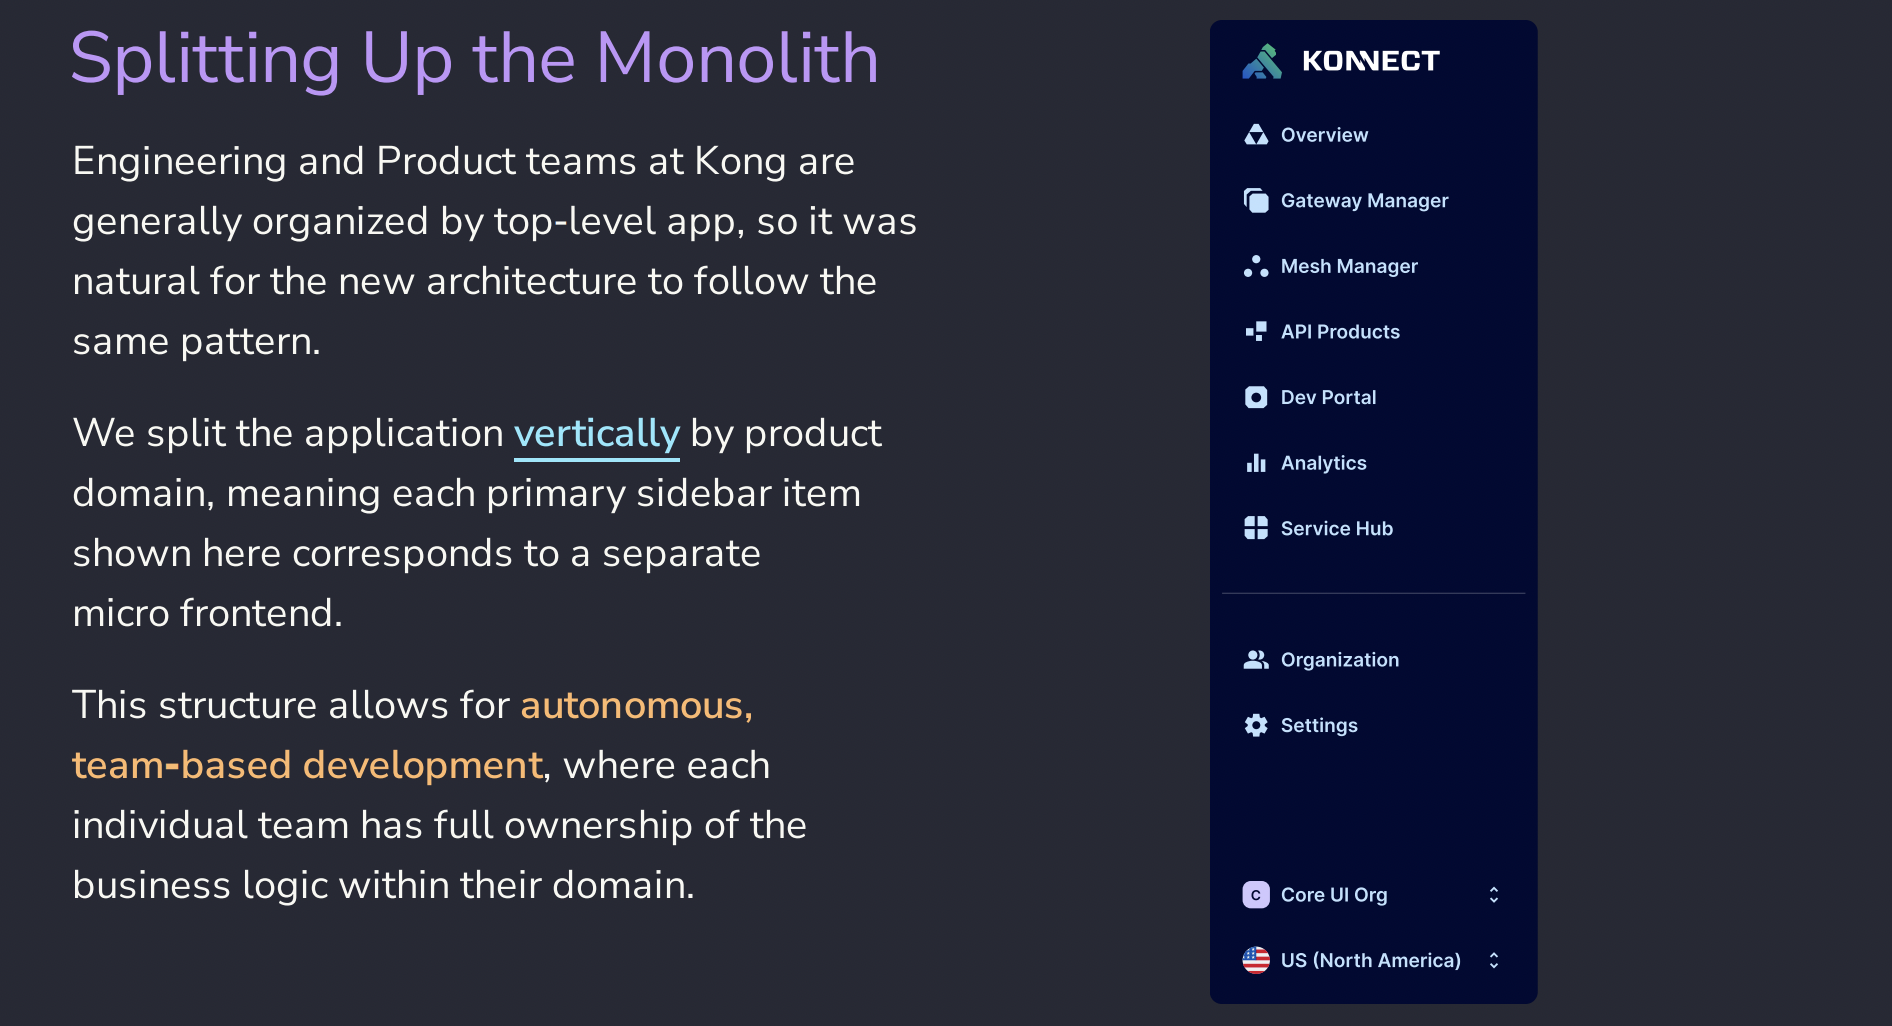 Splitting Up the Monolith
Engineering and Product teams at Kong are
generally organized by top-level app, so it was
natural for the new architecture to follow the
same pattern.
We split the application vertically by product
domain, meaning each primary sidebar item
shown here corresponds to a separate
micro frontend.
This structure allows for autonomous,
team-based development, where each
individual team has full ownership of the
business logic within their domain.
KONNECT
Overview
Gateway Manager
Mesh Manager
API Products
Dev Portal
Analytics
Service Hub
Organization
Settings
C Core UI Org
US (North America)